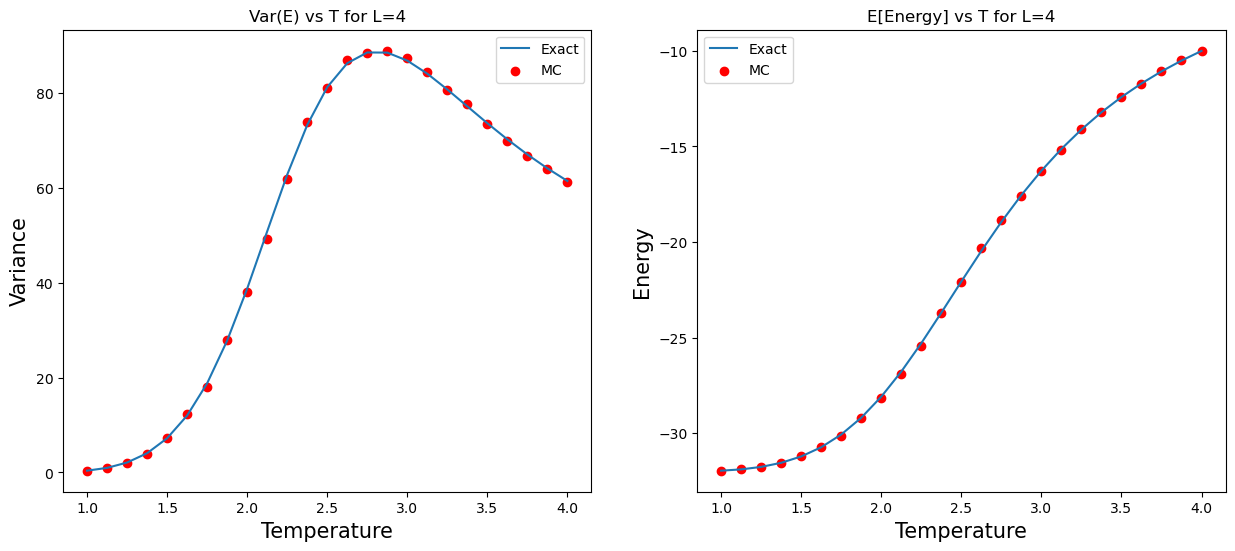 Var(E) vs T for L=4
Exact
MC
Variance
80
60
40
20
0
1.0 1.5 2.0 2.5 3.0 3.5 4.0
Temperature
E[Energy] vs T for L=4
Exact
MC
Energy
−10
−15
−20
−25
−30
1.0 1.5 2.0 2.5 3.0 3.5 4.0
Temperature